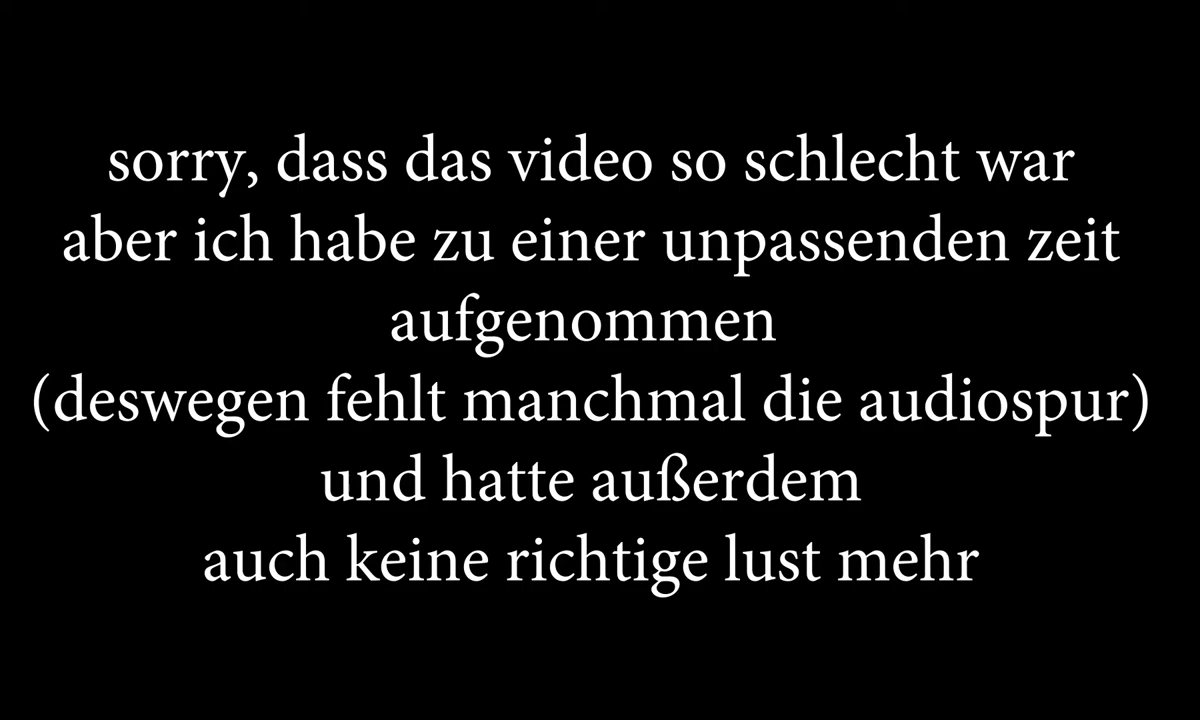 sorry, dass das video so schlecht war
aber ich habe zu einer unpassenden zeit
aufgenommen
(deswegen fehlt manchmal die audiospur)
und hatte außerdem
auch keine richtige lust mehr